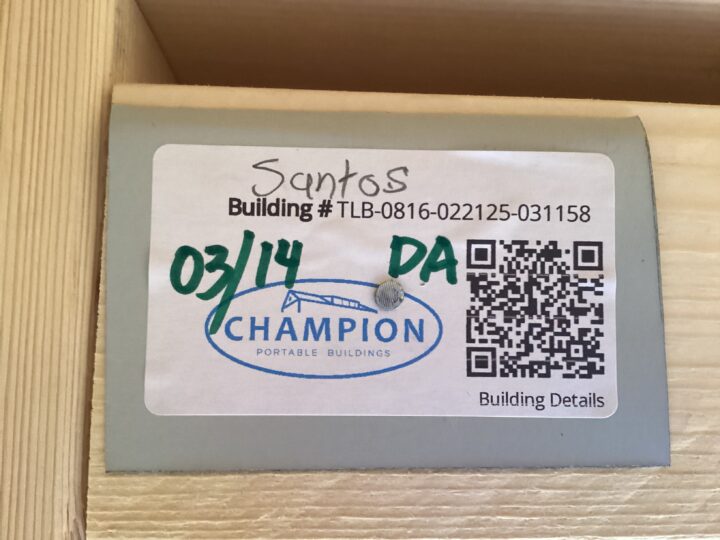 Santos
Building # TLB-0816-022125-031158
03/14 DA
CHAMPION
PORTABLE BUILDINGS
Building Details